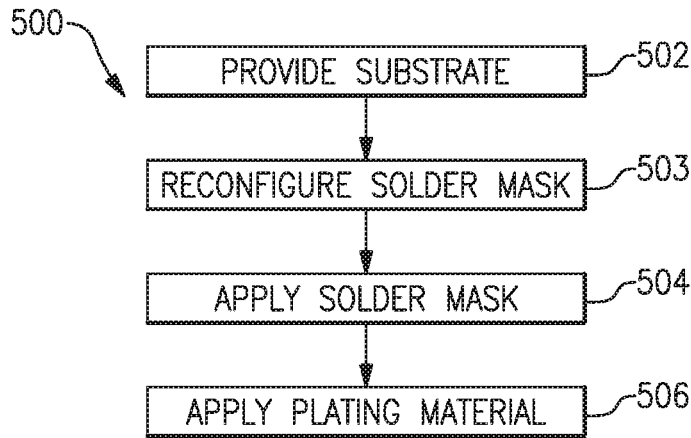 500
PROVIDE SUBSTRATE
502
RECONFIGURE SOLDER MASK
503
APPLY SOLDER MASK
504
APPLY PLATING MATERIAL
506